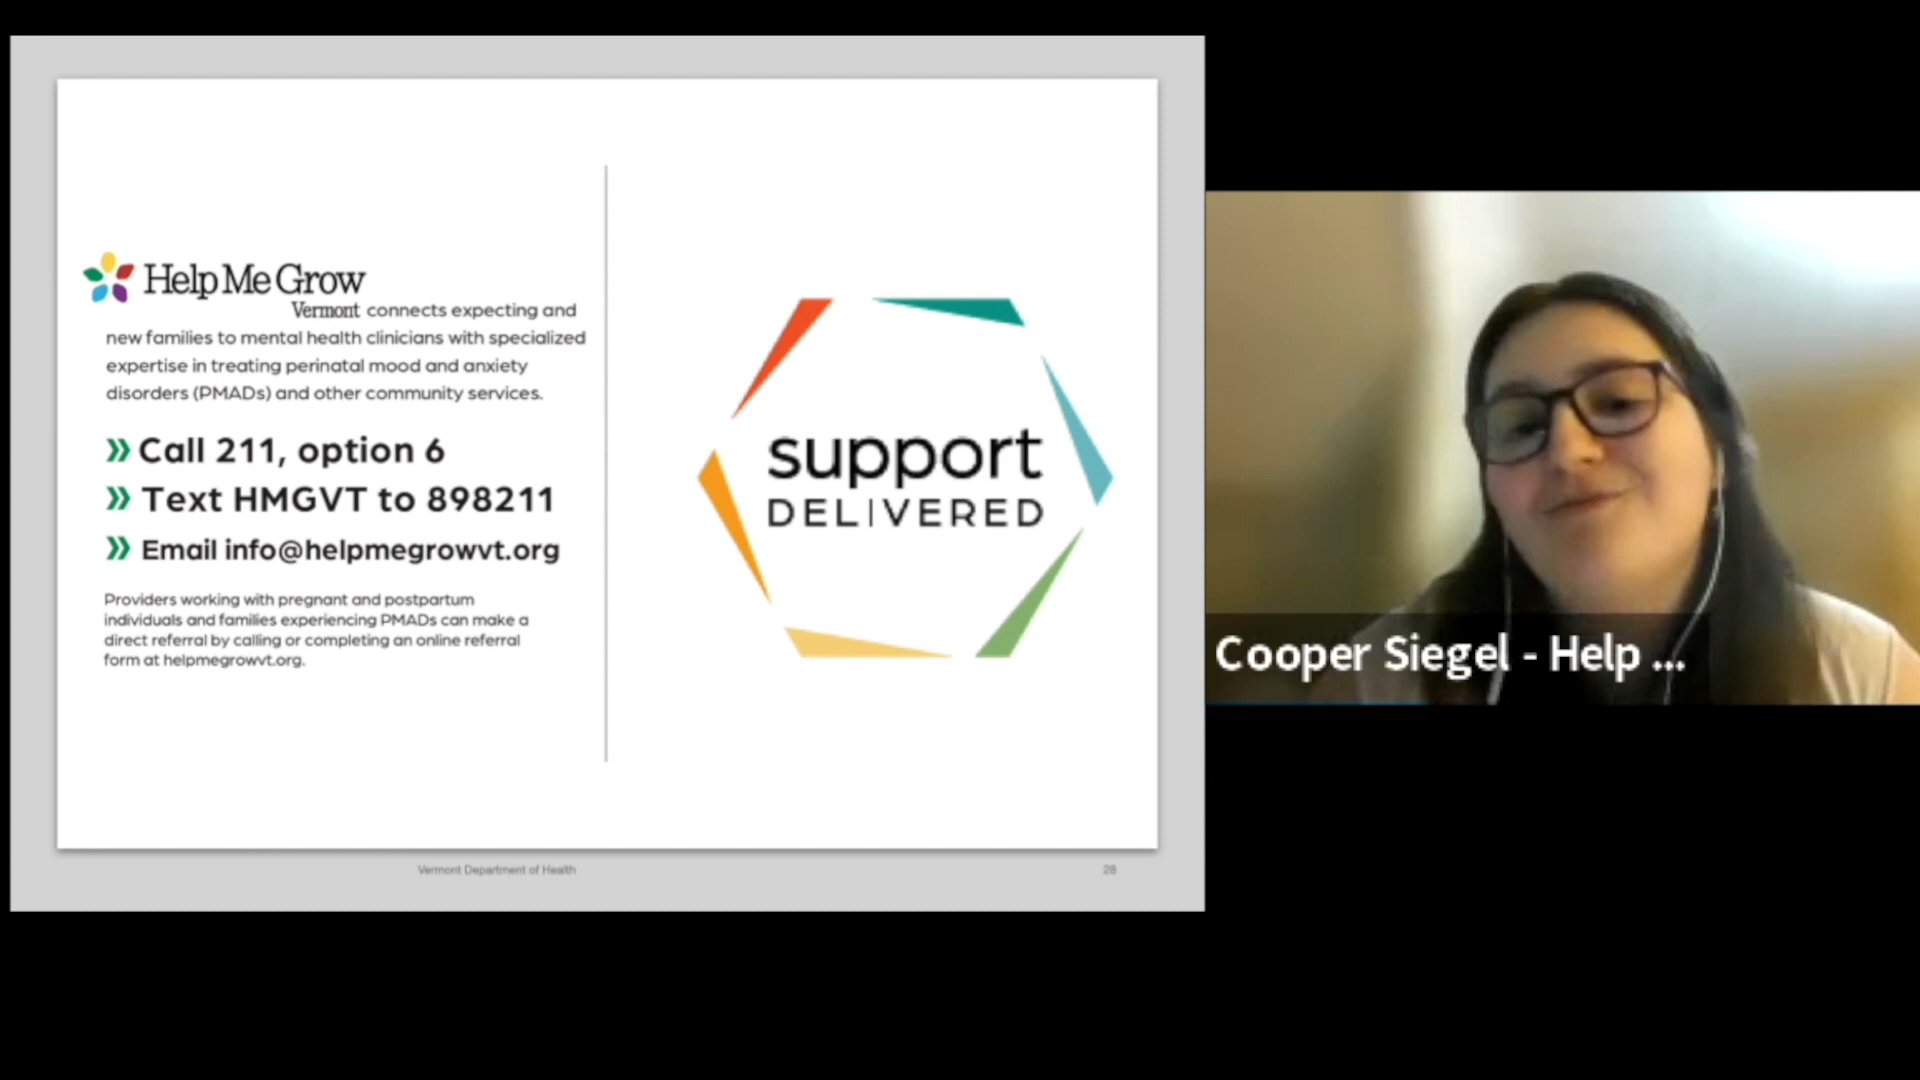 Help Me Grow
Vermont connects expecting and
new families to mental health clinicians with specialized
expertise in treating perinatal mood and anxiety
disorders (PMADs) and other community services.
» Call 211, option 6
» Text HMGVT to 898211
» Email info@helpmegrowvt.org
Providers working with pregnant and postpartum
individuals and families experiencing PMADs can make a
direct referral by calling or completing an online referral
form at helpmegrowvt.org.
support
DELIVERED
Vermont Department of Health
28
Cooper Siegel - Help ...